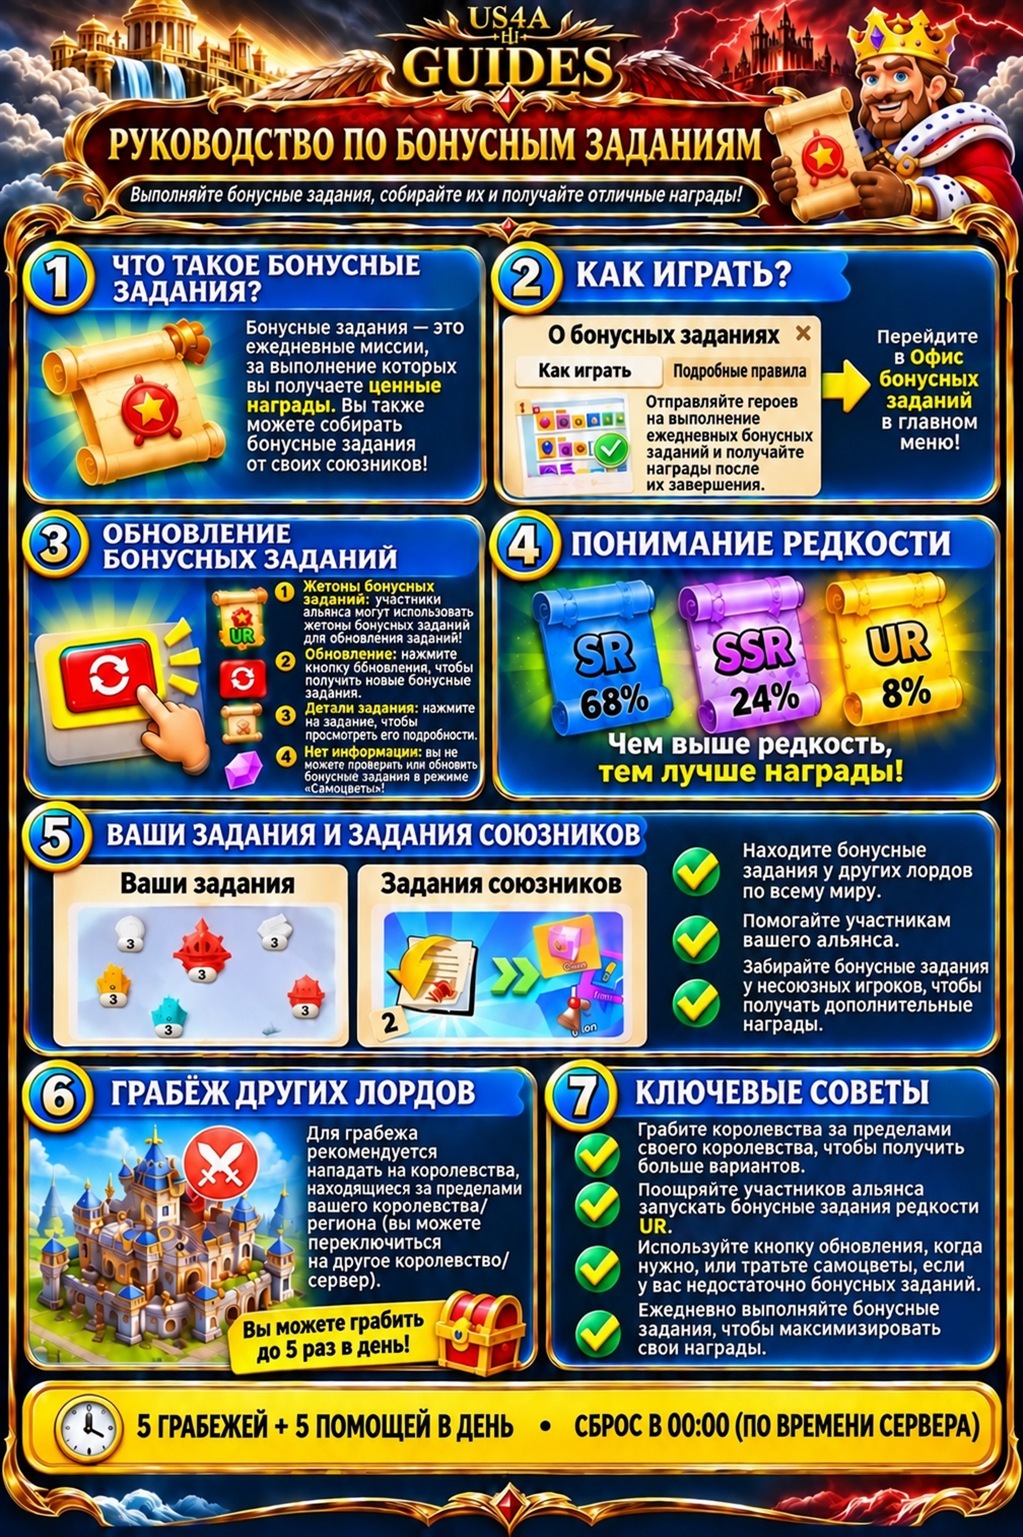 US4A
HJ
GUIDES
РУКОВОДСТВО ПО БОНУСНЫМ ЗАДАНИЯМ
Выполняйте бонусные задания, собирайте их и получайте отличные награды!
1
ЧТО ТАКОЕ БОНУСНЫЕ
ЗАДАНИЯ?
Бонусные задания — это
ежедневные миссии,
за выполнение которых
вы получаете ценные
награды. Вы также
можете собирать
бонусные задания
от своих союзников!
2
КАК ИГРАТЬ?
О бонусных заданиях
Как играть
Подробные правила
Отправляйте героев
на выполнение
ежедневных бонусных
заданий и получайте
награды после
их завершения.
Перейдите
в Офис
бонусных
заданий
в главном
меню!
3
ОБНОВЛЕНИЕ
БОНУСНЫХ ЗАДАНИЙ
UR
1
Жетоны бонусных
заданий: участники
альянса могут использовать
жетоны бонусных заданий
для обновления заданий!
2
Обновление: нажмите
кнопку ббновления, чтобы
получить новые бонусные
задания.
3
Детали задания: нажмите
на задание, чтобы
просмотреть его подробности.
4
Нет информации: вы не
можете проверять или обновить
бонусные задания в режиме
«Самоцветы»!
4
ПОНИМАНИЕ РЕДКОСТИ
SR
68%
SSR
24%
UR
8%
Чем выше редкость,
тем лучше награды!
5
ВАШИ ЗАДАНИЯ И ЗАДАНИЯ СОЮЗНИКОВ
Ваши задания
3
3
3
3
3
3
Задания союзников
2
Находите бонусные
задания у других лордов
по всему миру.
Помогайте участникам
вашего альянса.
Забирайте бонусные задания
у несоюзных игроков, чтобы
получать дополнительные
награды.
6
ГРАБЁЖ ДРУГИХ ЛОРДОВ
Для грабежа
рекомендуется
нападать на королевства,
находящиеся за пределами
вашего королевства/
региона (вы можете
переключиться
на другое королевство/
сервер).
Вы можете грабить
до 5 раз в день!
7
КЛЮЧЕВЫЕ СОВЕТЫ
Грабите королевства за пределами
своего королевства, чтобы получить
больше вариантов.
Поощряйте участников альянса
запускать бонусные задания редкости
UR.
Используйте кнопку обновления, когда
нужно, или тратьте самоцветы, если
у вас недостаточно бонусных заданий.
Ежедневно выполняйте бонусные
задания, чтобы максимизировать
свои награды.
5 ГРАБЕЖЕЙ + 5 ПОМОЩЕЙ В ДЕНЬ • СБРОС В 00:00 (ПО ВРЕМЕНИ СЕРВЕРА)